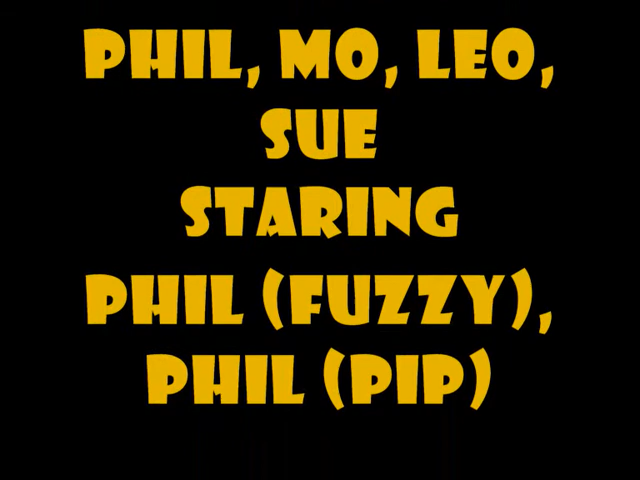 PHIL, MO, LEO,
SUE
STARING
PHIL (FUZZY),
PHIL (PIP)